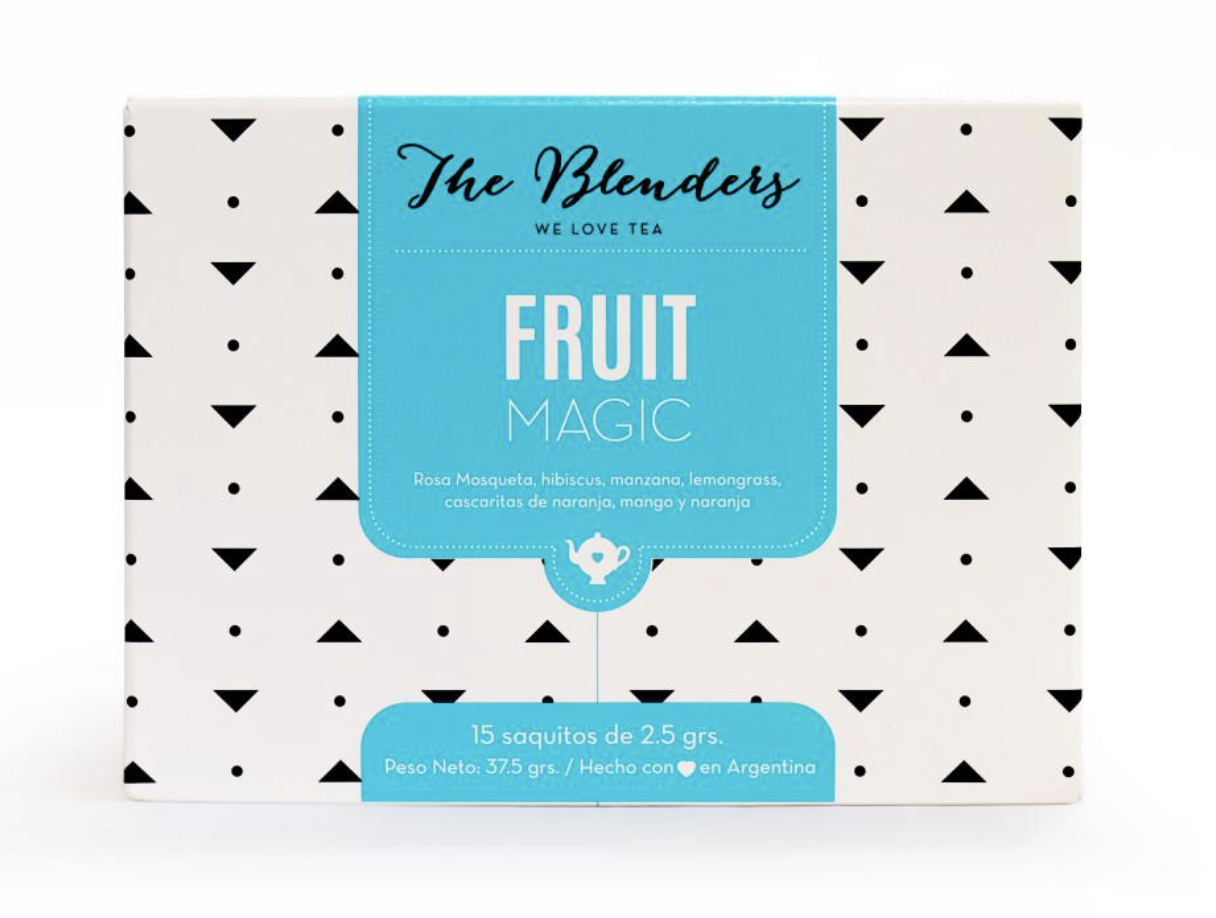 The Blenders
WE LOVE TEA
FRUIT
MAGIC
Rosa Mosqueta, hibiscus, manzana, lemongrass,
cascaritas de naranja, mango y naranja
15 saquitos de 2.5 grs.
Peso Neto: 37.5 grs. / Hecho con ♥ en Argentina